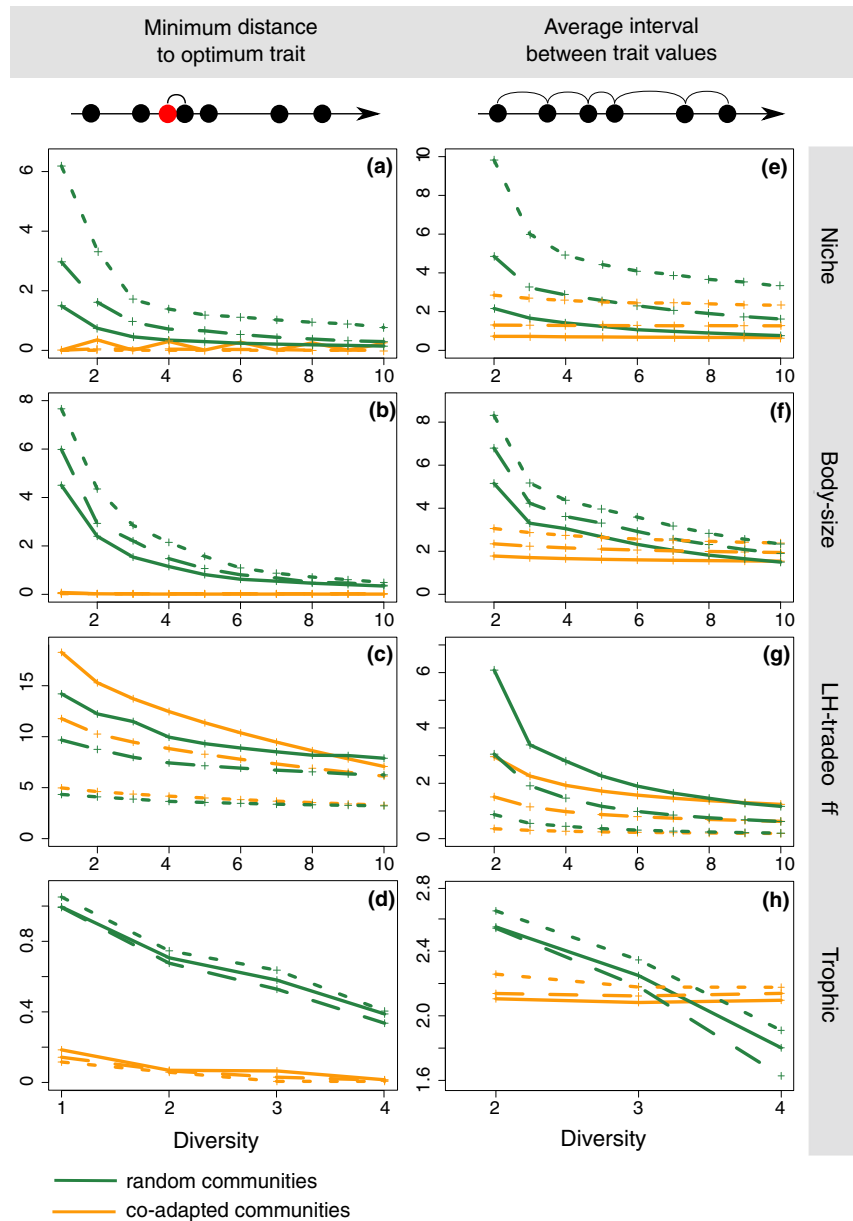 Minimum distance
to optimum trait
Average interval
between trait values
(a)
0 2 4 6
2 4 6 8 10
(e)
0 2 4 6 8 10
2 4 6 8 10
Niche
(b)
0 2 4 6 8
2 4 6 8 10
(f)
0 2 4 6 8
2 4 6 8 10
Body-size
(c)
0 5 10 15
2 4 6 8 10
(g)
0 1 2 3 4 5 6
2 4 6 8 10
LH-tradeo ff
(d)
0 0.4 0.8
1 2 3 4
(h)
1.6 2.0 2.4 2.8
2 3 4
Trophic
Diversity
Diversity
random communities
co-adapted communities